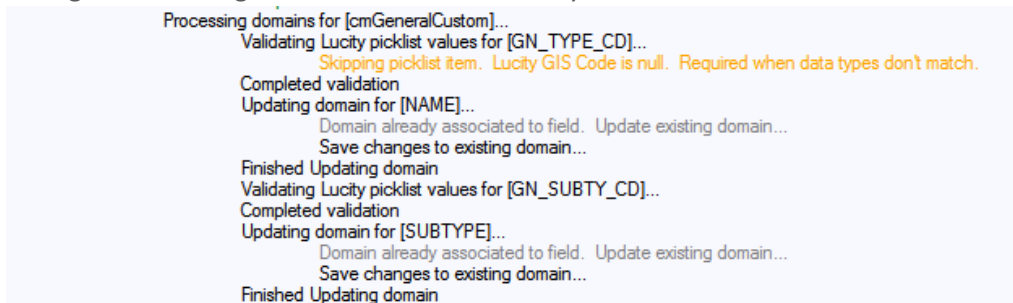 Processing domains for [cmGeneralCustom]...
Validating Lucity picklist values for [GN_TYPE_CD]...
Skipping picklist item.  Lucity GIS Code is null.  Required when data types don't match.
Completed validation
Updating domain for [NAME]...
Domain already associated to field.  Update existing domain...
Save changes to existing domain...
Finished Updating domain
Validating Lucity picklist values for [GN_SUBTY_CD]...
Completed validation
Updating domain for [SUBTYPE]...
Domain already associated to field.  Update existing domain...
Save changes to existing domain...
Finished Updating domain